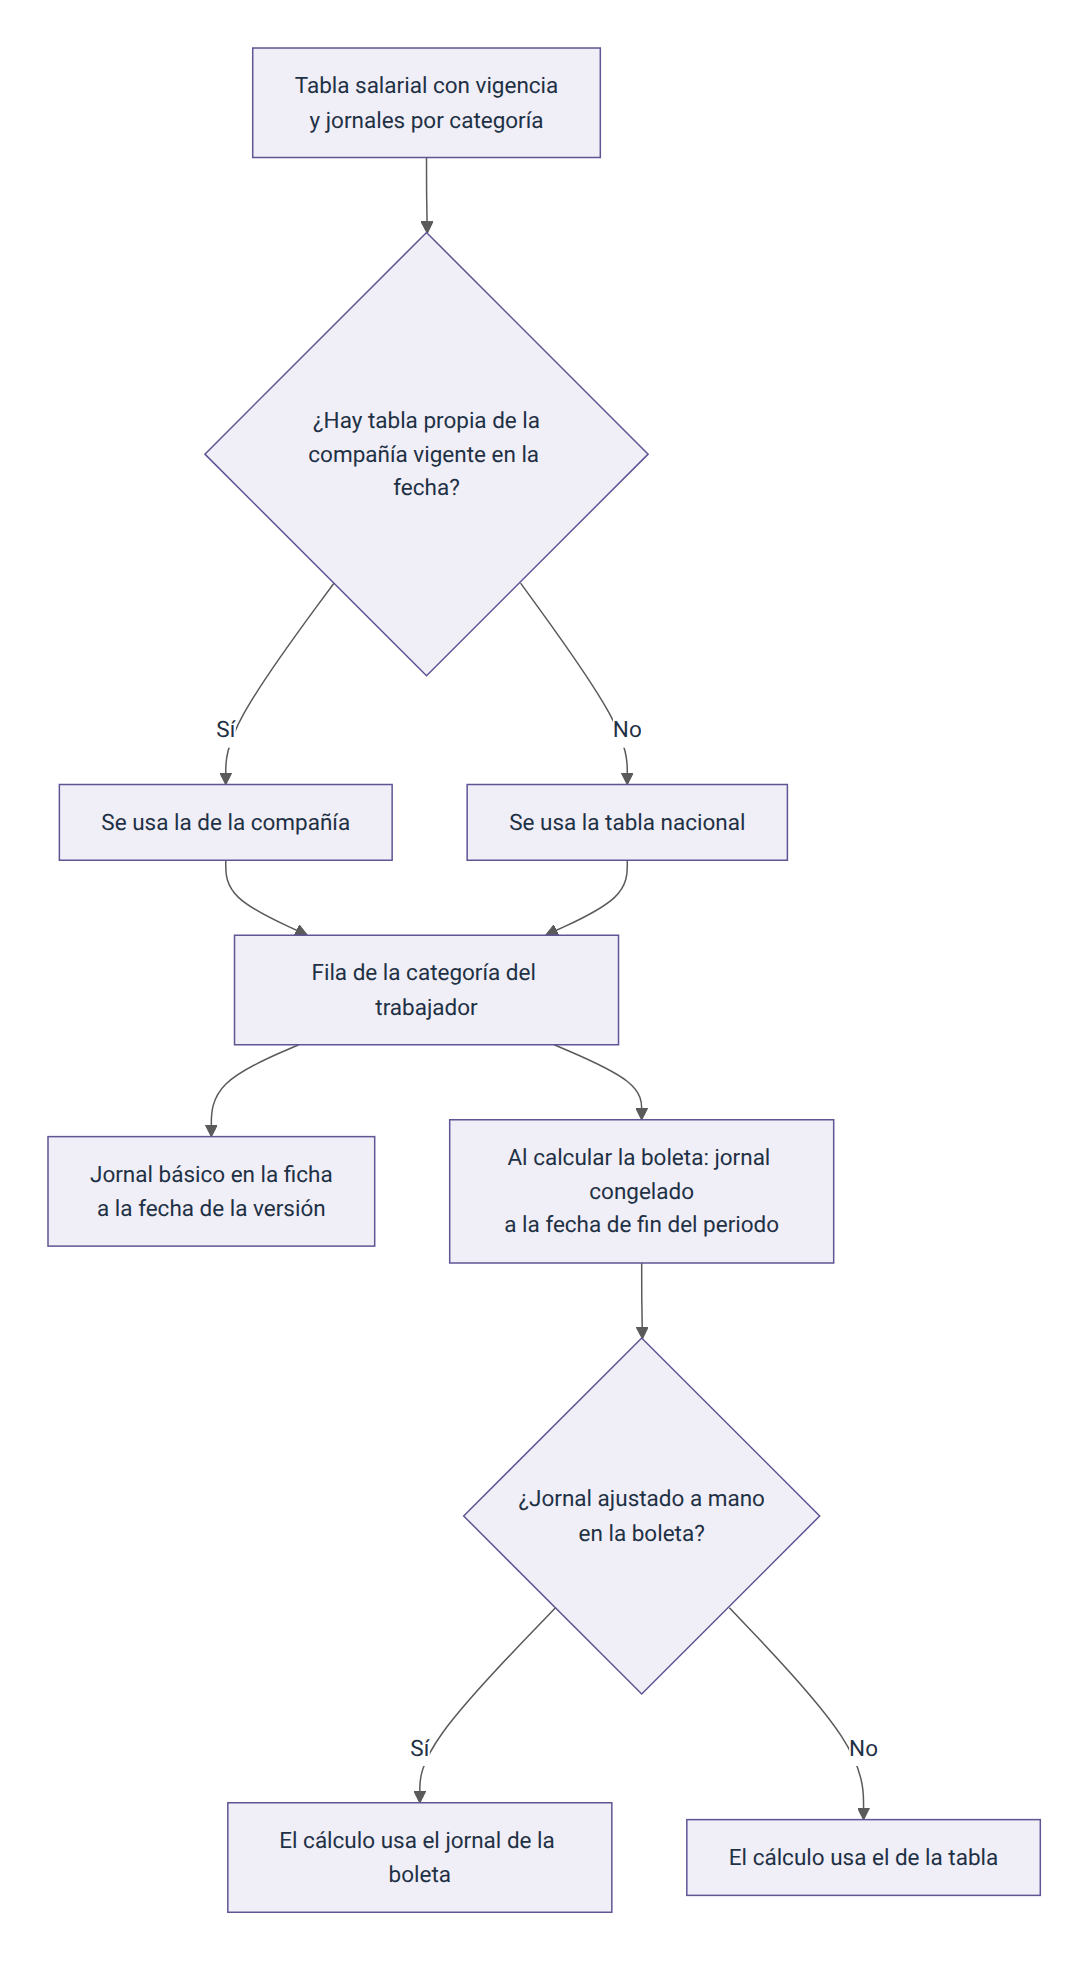 Tabla salarial con vigencia
y jornales por categoría
¿Hay tabla propia de la
compañía vigente en la
fecha?
Sí
No
Se usa la de la compañía
Se usa la tabla nacional
Fila de la categoría del
trabajador
Jornal básico en la ficha
a la fecha de la versión
Al calcular la boleta: jornal
congelado
a la fecha de fin del periodo
¿Jornal ajustado a mano
en la boleta?
Sí
No
El cálculo usa el jornal de la
boleta
El cálculo usa el de la tabla